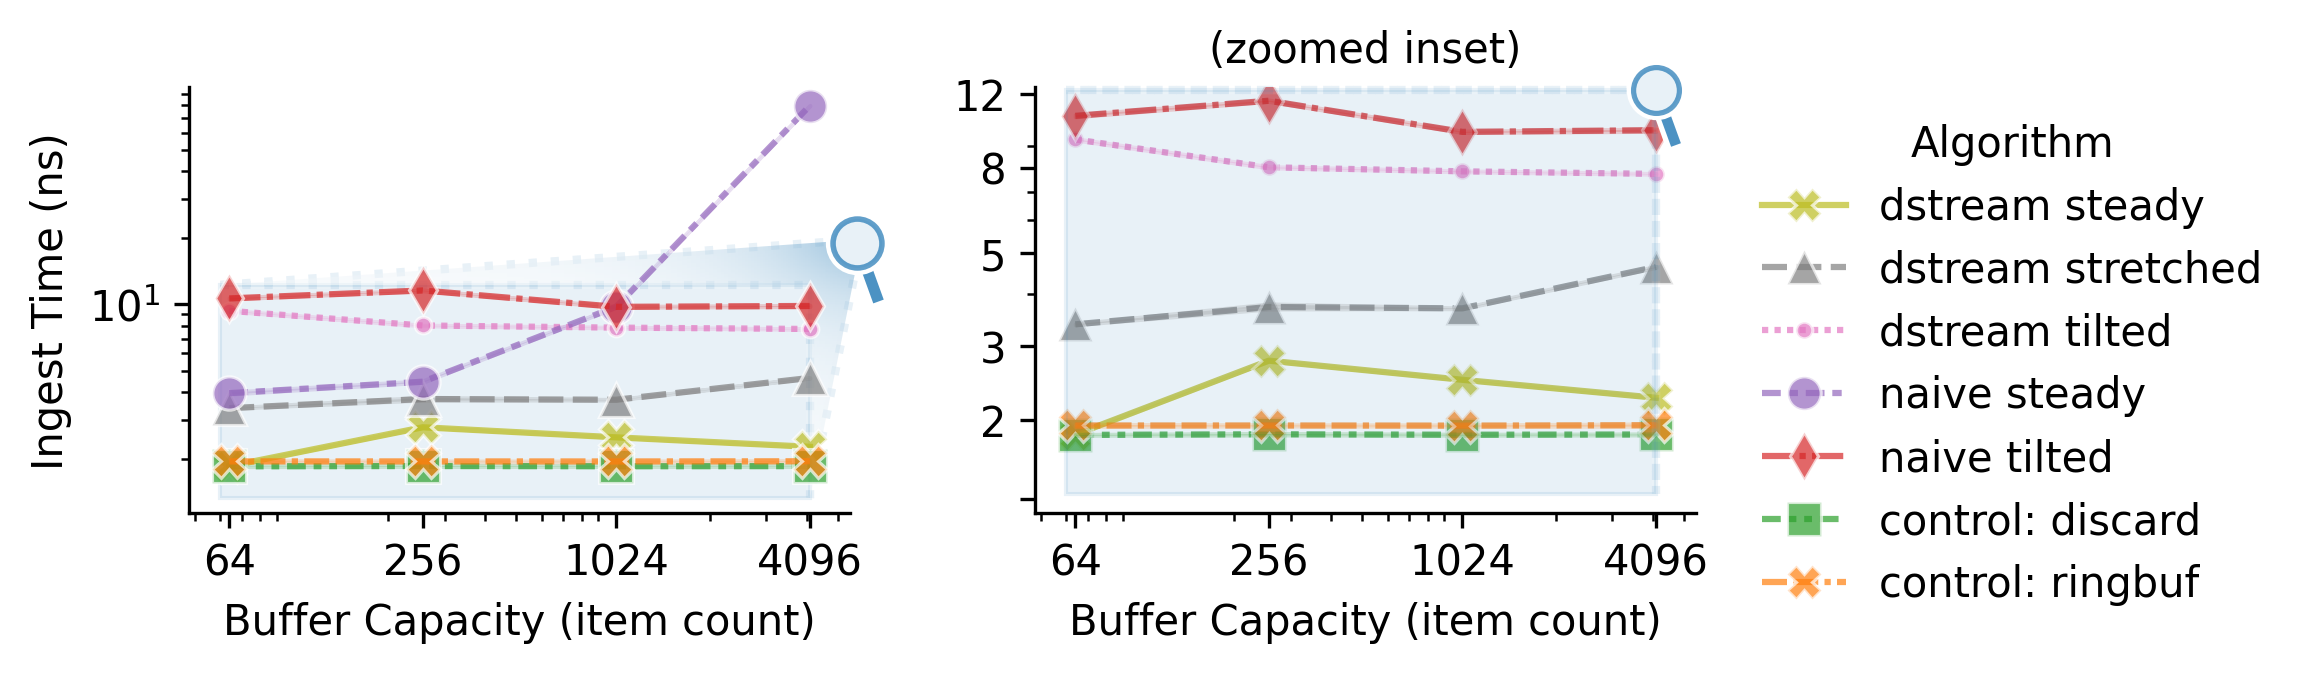 (zoomed inset)
Ingest Time (ns)
10¹
64 256 1024 4096
Buffer Capacity (item count)
12
8
5
3
2
64 256 1024 4096
Buffer Capacity (item count)
Algorithm
dstream steady
dstream stretched
dstream tilted
naive steady
naive tilted
control: discard
control: ringbuf